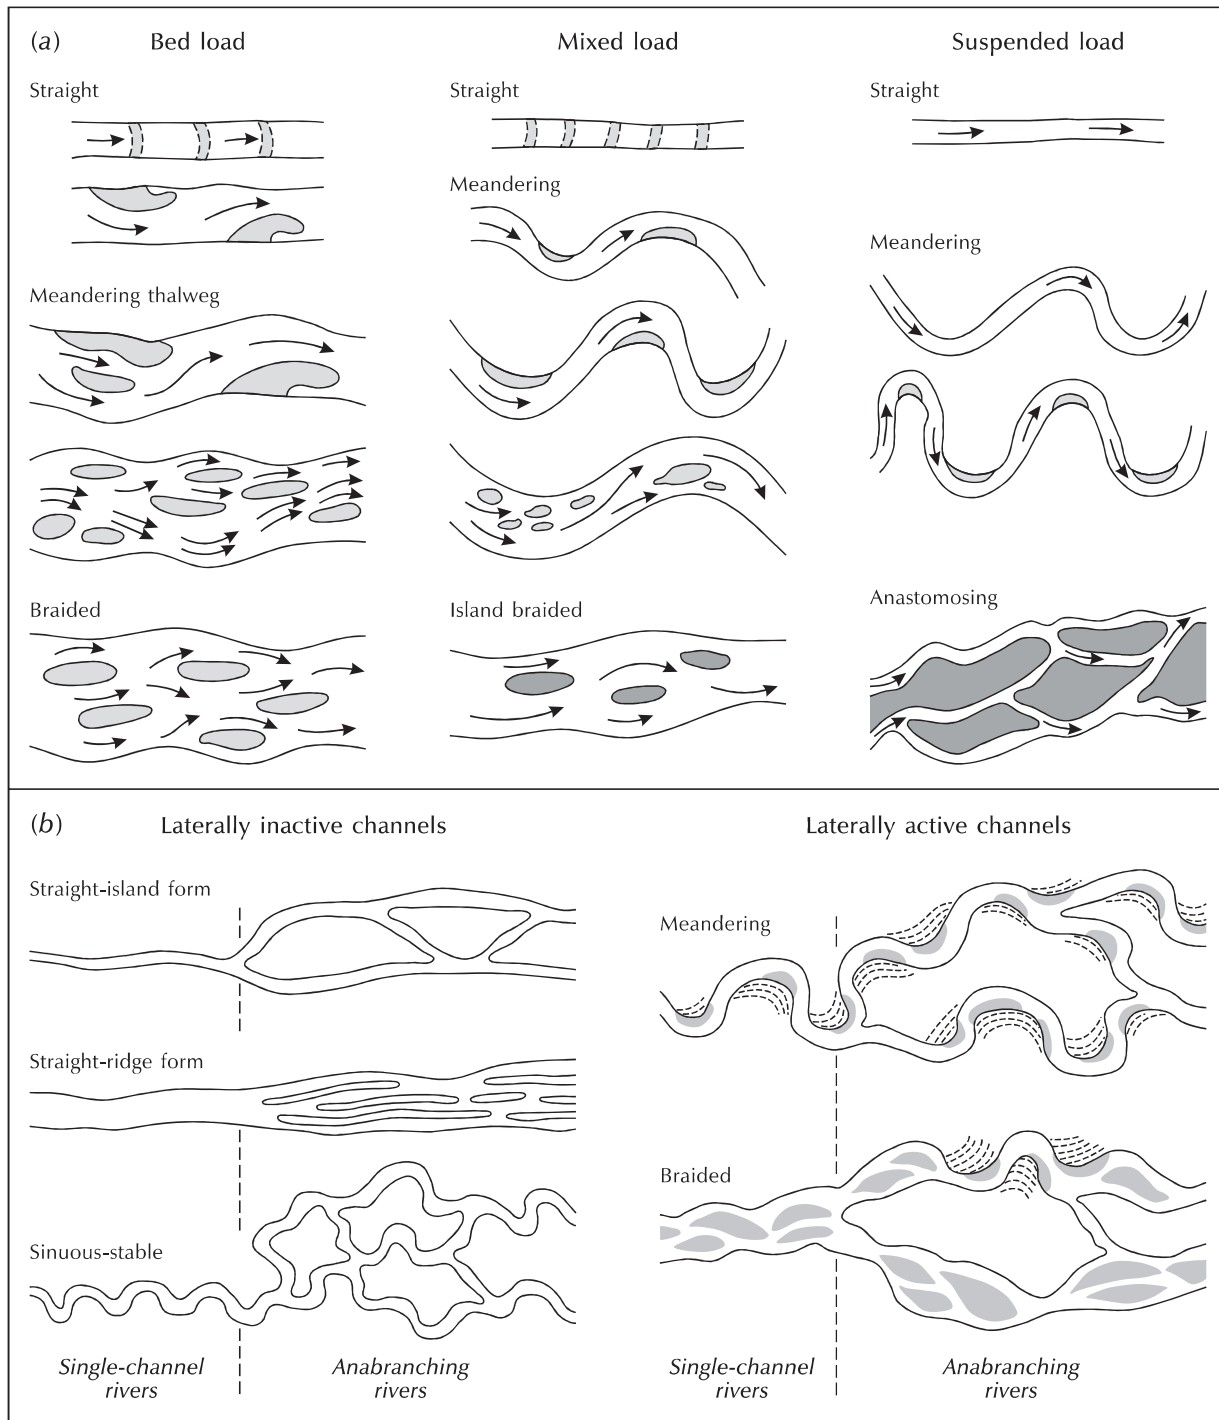 (a) Bed load Mixed load Suspended load
Straight Straight Straight
Meandering
Meandering
Meandering thalweg
Braided Island braided Anastomosing
(b) Laterally inactive channels Laterally active channels
Straight-island form
Meandering
Straight-ridge form
Braided
Sinuous-stable
Single-channel rivers Anabranching rivers Single-channel rivers Anabranching rivers